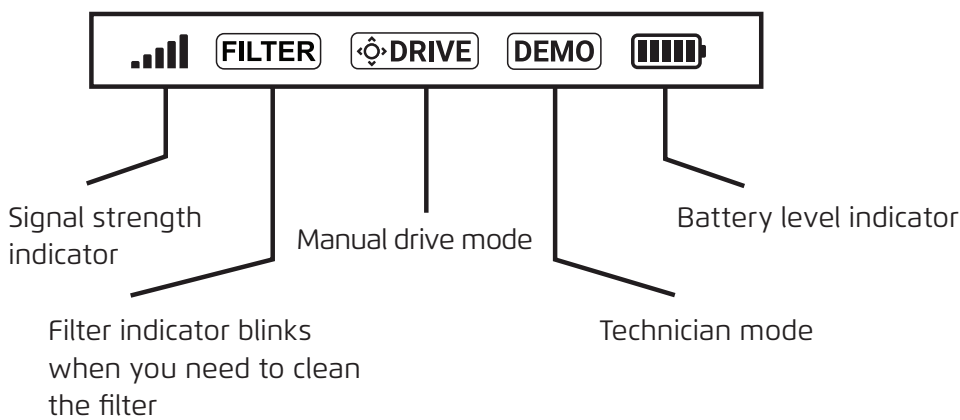 FILTER DRIVE DEMO
Signal strength
indicator
Manual drive mode
Battery level indicator
Filter indicator blinks
when you need to clean
the filter
Technician mode